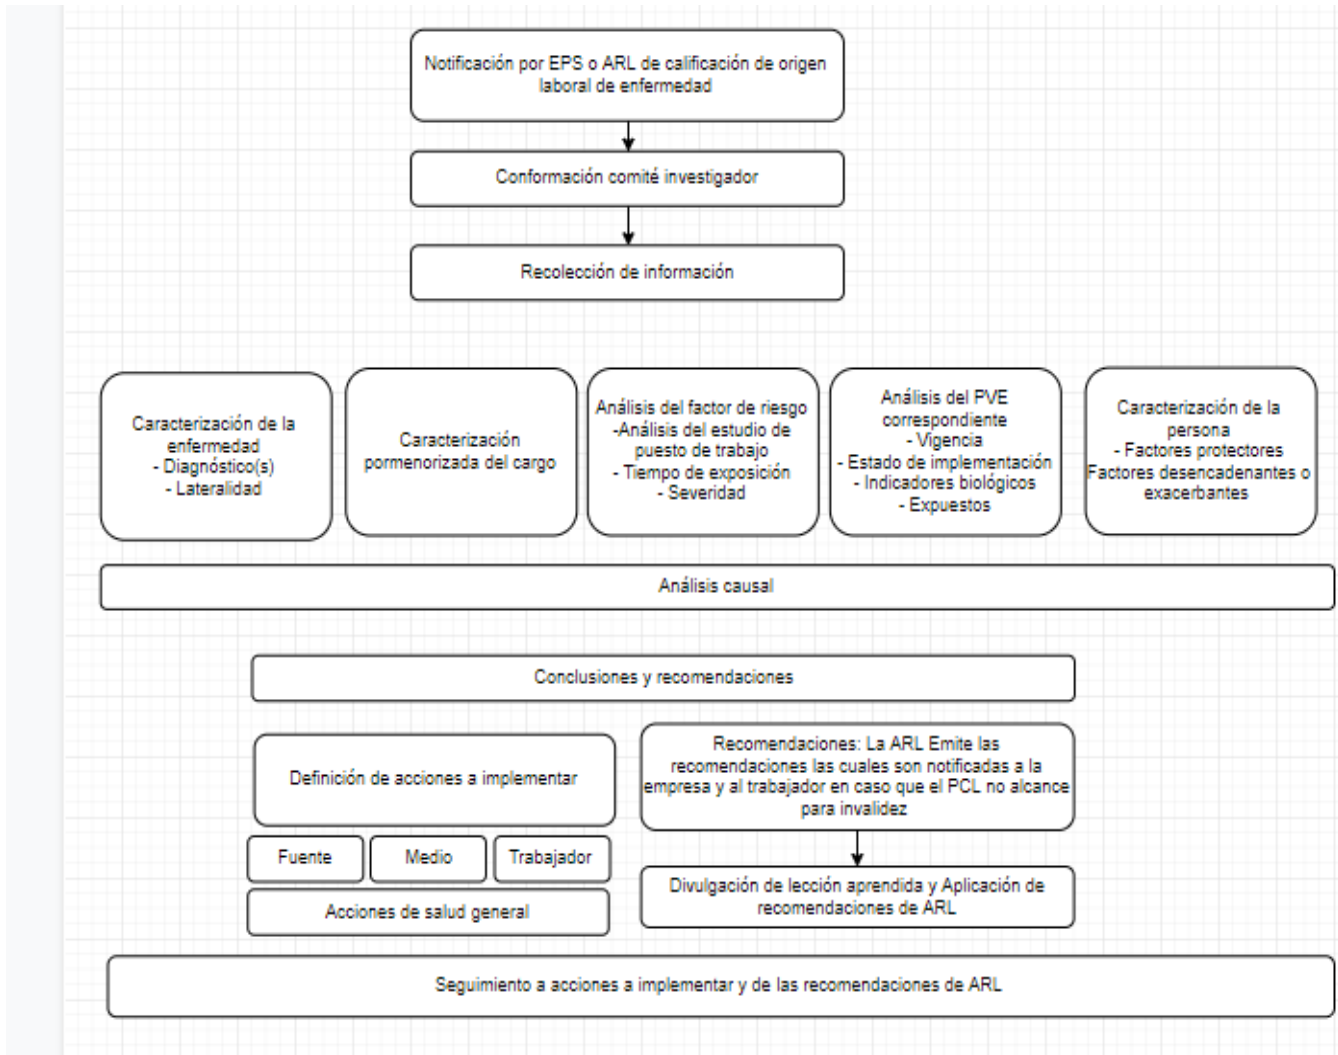 Notificación por EPS o ARL de calificación de origen
laboral de enfermedad
Conformación comité investigador
Recolección de información
Caracterización de la
enfermedad
- Diagnóstico(s)
- Lateralidad
Caracterización
pormenorizada del cargo
Análisis del factor de riesgo
-Análisis del estudio de
puesto de trabajo
- Tiempo de exposición
- Severidad
Análisis del PVE
correspondiente
- Vigencia
- Estado de implementación
- Indicadores biológicos
- Expuestos
Caracterización de la
persona
- Factores protectores
Factores desencadenantes o
exacerbantes
Análisis causal
Conclusiones y recomendaciones
Definición de acciones a implementar
Fuente
Medio
Trabajador
Acciones de salud general
Recomendaciones: La ARL Emite las
recomendaciones las cuales son notificadas a la
empresa y al trabajador en caso que el PCL no alcance
para invalidez
Divulgación de lección aprendida y Aplicación de
recomendaciones de ARL
Seguimiento a acciones a implementar y de las recomendaciones de ARL